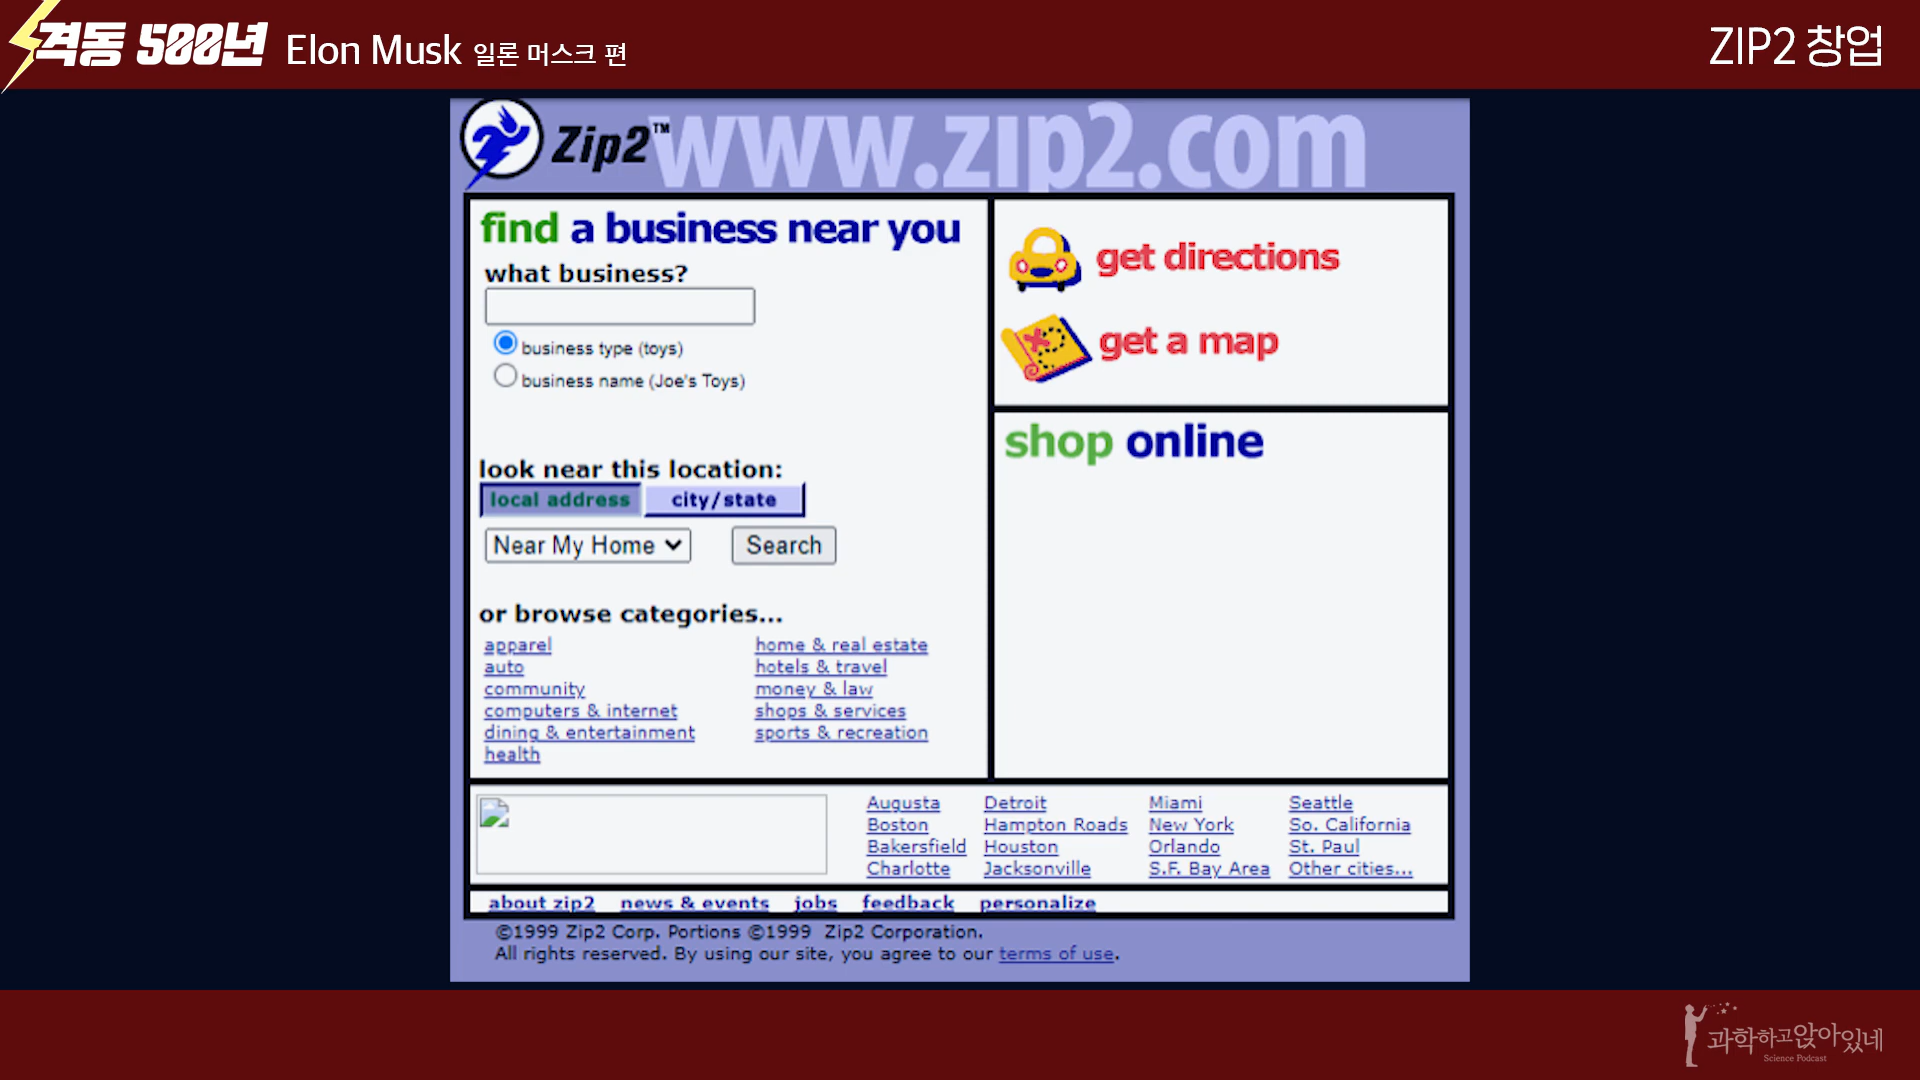 격동 500년 Elon Musk 일론 머스크 편
ZIP2 창업
Zip2™
www.zip2.com
find a business near you
what business?
business type (toys)
business name (Joe's Toys)
look near this location:
local address city/state
Near My Home Search
or browse categories...
apparel
auto
community
computers & internet
dining & entertainment
health
home & real estate
hotels & travel
money & law
shops & services
sports & recreation
get directions
get a map
shop online
Augusta Detroit Miami Seattle
Boston Hampton Roads New York So. California
Bakersfield Houston Orlando St. Paul
Charlotte Jacksonville S.F. Bay Area Other cities...
about zip2 news & events jobs feedback personalize
©1999 Zip2 Corp. Portions ©1999 Zip2 Corporation.
All rights reserved. By using our site, you agree to our terms of use.
과학하고앉아있네
Science Podcast